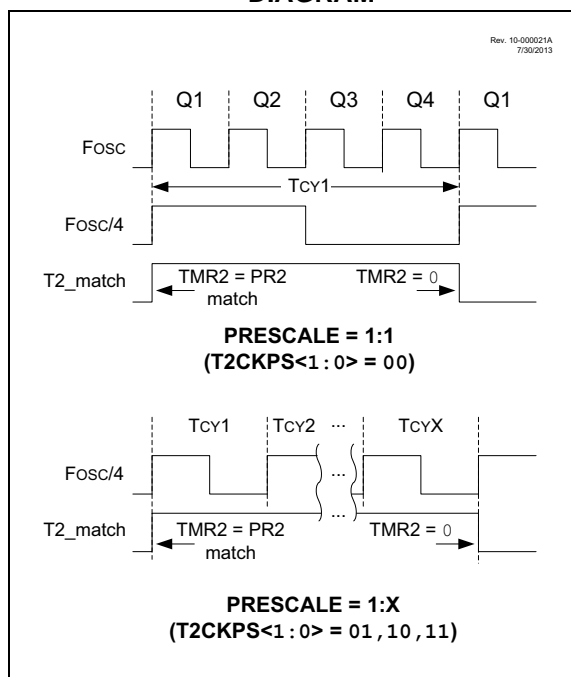 DIAGRAM
Rev. 10-000021A
7/30/2013
Q1 Q2 Q3 Q4 Q1
FOSC
TCY1
FOSC/4
T2_match
TMR2 = PR2
match
TMR2 = 0
PRESCALE = 1:1
(T2CKPS<1:0> = 00)
TCY1 TCY2 ... TCYX
FOSC/4
...
T2_match
...
TMR2 = PR2
match
TMR2 = 0
PRESCALE = 1:X
(T2CKPS<1:0> = 01,10,11)